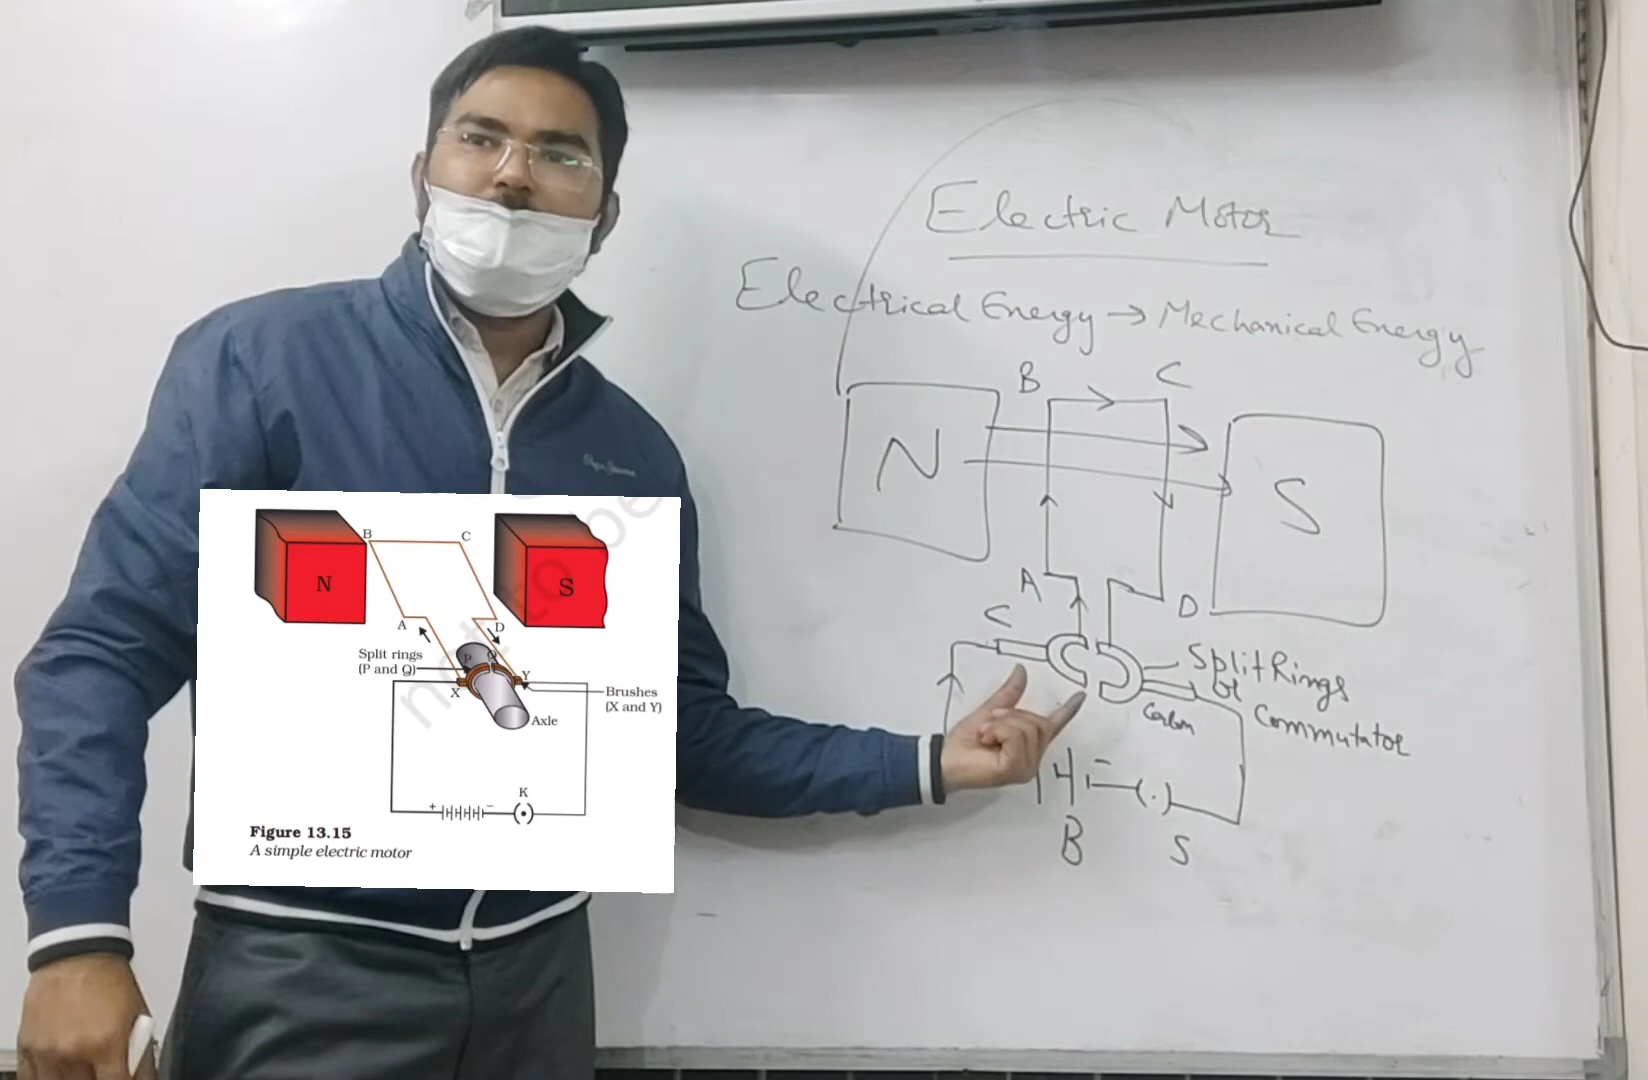 Electric Motor
Electrical Energy → Mechanical Energy
B C
N S
A D
C
Split Rings
or
Commutator
Carbon
B S
N B C S
A D
Split rings
(P and Q)
P Q
X Y
Brushes
(X and Y)
Axle
+ − K
Figure 13.15
A simple electric motor